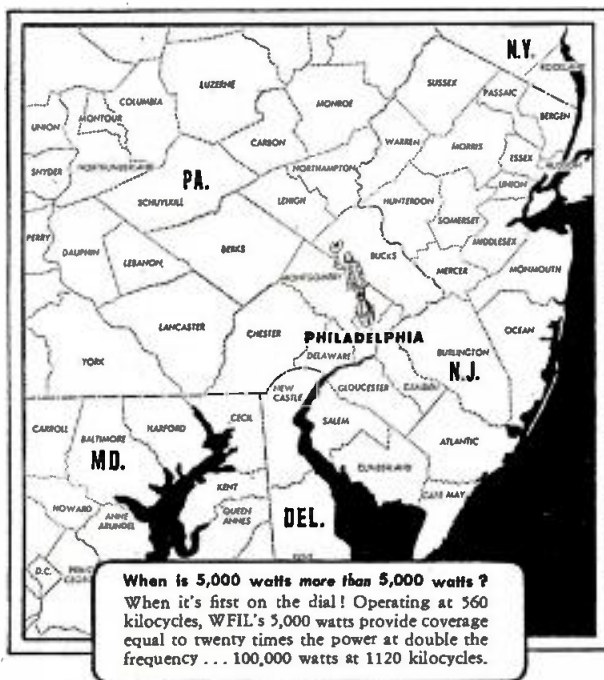 N.Y.
LUZERNE
SUSSEX
PASSAIC
COLUMBIA
MONROE
BERGEN
UNION
MONTOUR
CARBON
WARREN
MORRIS
ESSEX
SNYDER
NORTHAMPTON
UNION
PA.
SCHUYLKILL
LEHIGH
HUNTERDON
SOMERSET
MIDDLESEX
PERRY
DAUPHIN
LEBANON
BERKS
BUCKS
MERCER
MONMOUTH
MONTGOMERY
LANCASTER
CHESTER
PHILADELPHIA
OCEAN
YORK
DELAWARE
BURLINGTON
N.J.
NEW CASTLE
GLOUCESTER
CAMDEN
CARROLL
BALTIMORE
HARFORD
CECIL
SALEM
ATLANTIC
MD.
CUMBERLAND
KENT
CAPE MAY
HOWARD
ANNE ARUNDEL
QUEEN ANNES
DEL.
D.C.
When is 5,000 watts more than 5,000 watts?
When it's first on the dial! Operating at 560
kilocycles, WFIL's 5,000 watts provide coverage
equal to twenty times the power at double the
frequency ... 100,000 watts at 1120 kilocycles.